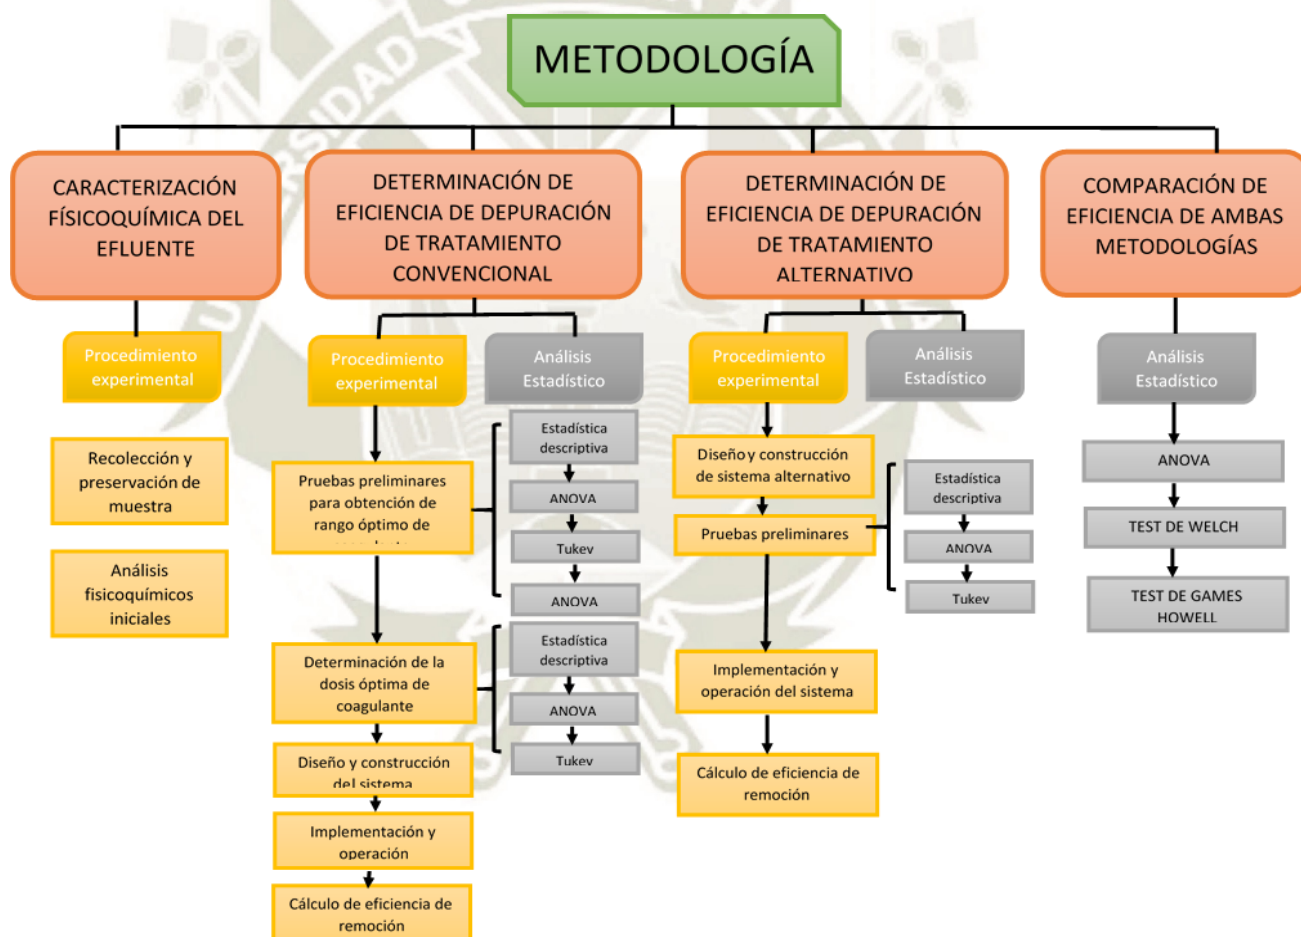 METODOLOGÍA
CARACTERIZACIÓN
FÍSICOQUÍMICA DEL
EFLUENTE
DETERMINACIÓN DE
EFICIENCIA DE DEPURACIÓN
DE TRATAMIENTO
CONVENCIONAL
DETERMINACIÓN DE
EFICIENCIA DE DEPURACIÓN
DE TRATAMIENTO
ALTERNATIVO
COMPARACIÓN DE
EFICIENCIA DE AMBAS
METODOLOGÍAS
Procedimiento
experimental
Recolección y
preservación de
muestra
Análisis
fisicoquímicos
iniciales
Procedimiento
experimental
Pruebas preliminares
para obtención de
rango óptimo de
Determinación de la
dosis óptima de
coagulante
Diseño y construcción
del sistema
Implementación y
operación
Cálculo de eficiencia de
remoción
Análisis
Estadístico
Estadística
descriptiva
ANOVA
Tukey
ANOVA
Estadística
descriptiva
ANOVA
Tukey
Procedimiento
experimental
Diseño y construcción
de sistema alternativo
Pruebas preliminares
Implementación y
operación del sistema
Cálculo de eficiencia de
remoción
Análisis
Estadístico
Estadística
descriptiva
ANOVA
Tukey
Análisis
Estadístico
ANOVA
TEST DE WELCH
TEST DE GAMES
HOWELL